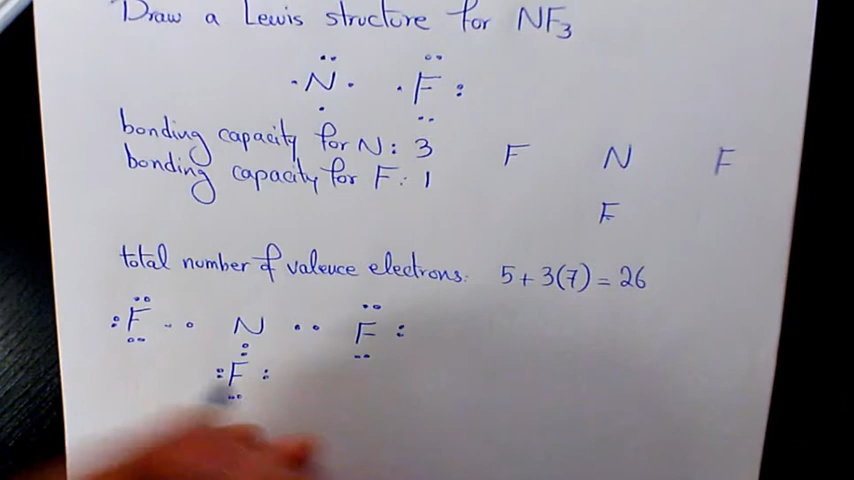 Draw a Lewis structure for NF3
N F
bonding capacity for N: 3
bonding capacity for F: 1
F N F
F
total number of valence electrons: 5+3(7) = 26
F N F
F